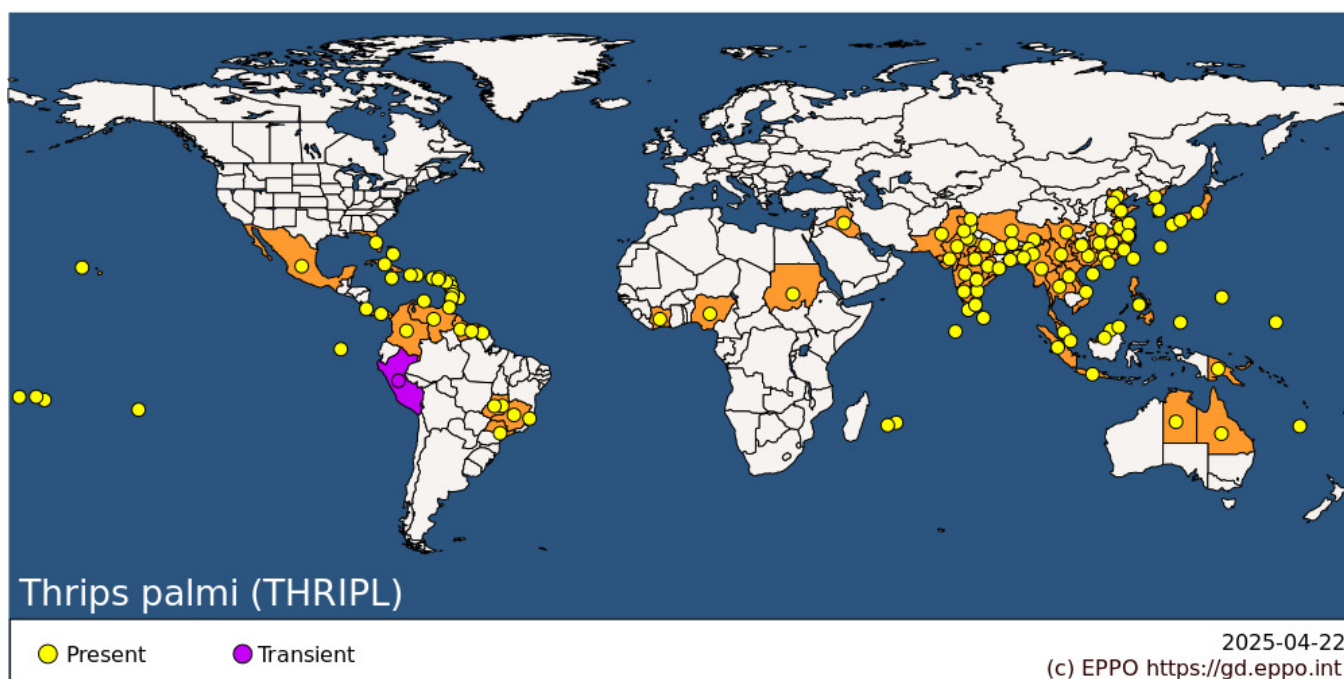 Thrips palmi (THRIPL)
Present
Transient
2025-04-22
(c) EPPO https://gd.eppo.int